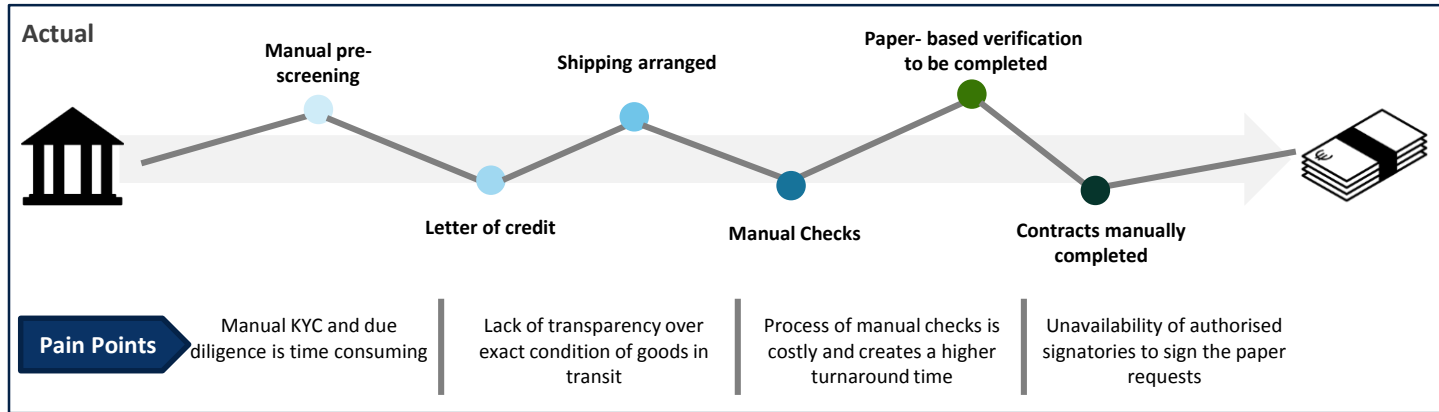 Actual
Manual pre-
screening
Shipping arranged
Paper- based verification
to be completed
Letter of credit
Manual Checks
Contracts manually
completed
Pain Points
Manual KYC and due
diligence is time consuming
Lack of transparency over
exact condition of goods in
transit
Process of manual checks is
costly and creates a higher
turnaround time
Unavailability of authorised
signatories to sign the paper
requests